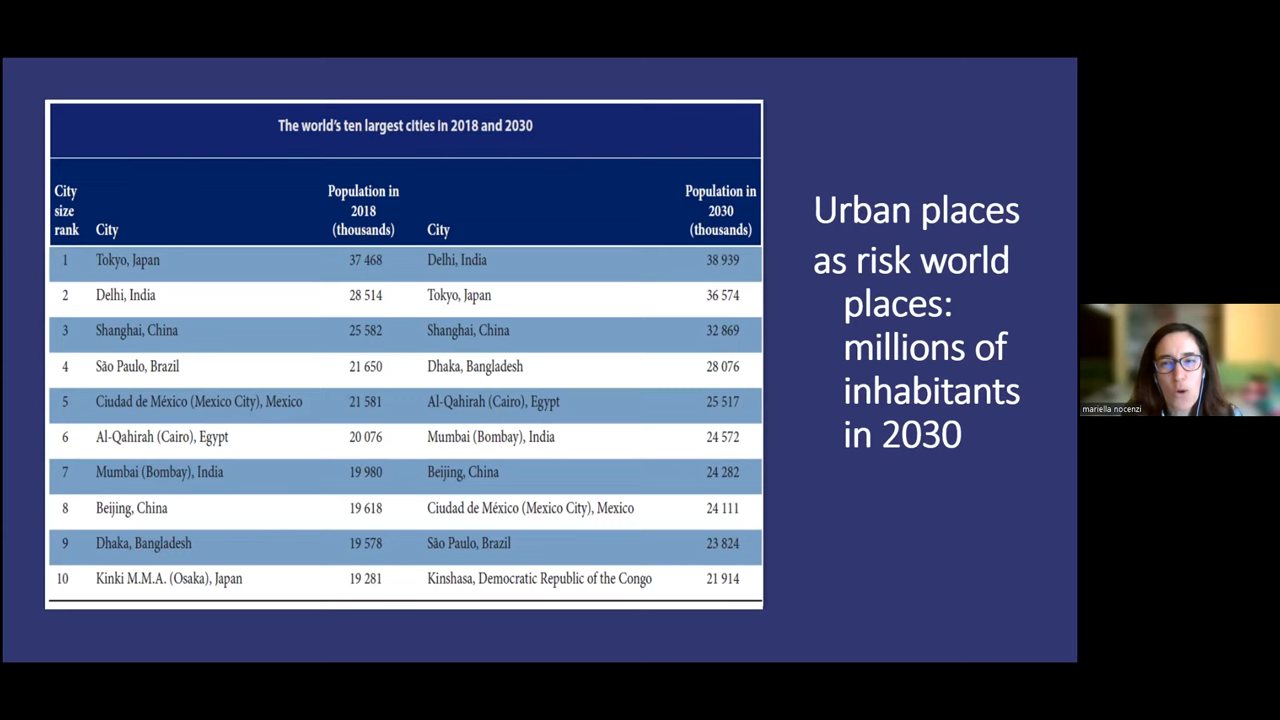 The world's ten largest cities in 2018 and 2030
City size rank City Population in 2018 (thousands) City Population in 2030 (thousands)
1 Tokyo, Japan 37 468 Delhi, India 38 939
2 Delhi, India 28 514 Tokyo, Japan 36 574
3 Shanghai, China 25 582 Shanghai, China 32 869
4 São Paulo, Brazil 21 650 Dhaka, Bangladesh 28 076
5 Ciudad de México (Mexico City), Mexico 21 581 Al-Qahirah (Cairo), Egypt 25 517
6 Al-Qahirah (Cairo), Egypt 20 076 Mumbai (Bombay), India 24 572
7 Mumbai (Bombay), India 19 980 Beijing, China 24 282
8 Beijing, China 19 618 Ciudad de México (Mexico City), Mexico 24 111
9 Dhaka, Bangladesh 19 578 São Paulo, Brazil 23 824
10 Kinki M.M.A. (Osaka), Japan 19 281 Kinshasa, Democratic Republic of the Congo 21 914
Urban places
as risk world
places:
millions of
inhabitants
in 2030
mariella nocenzi